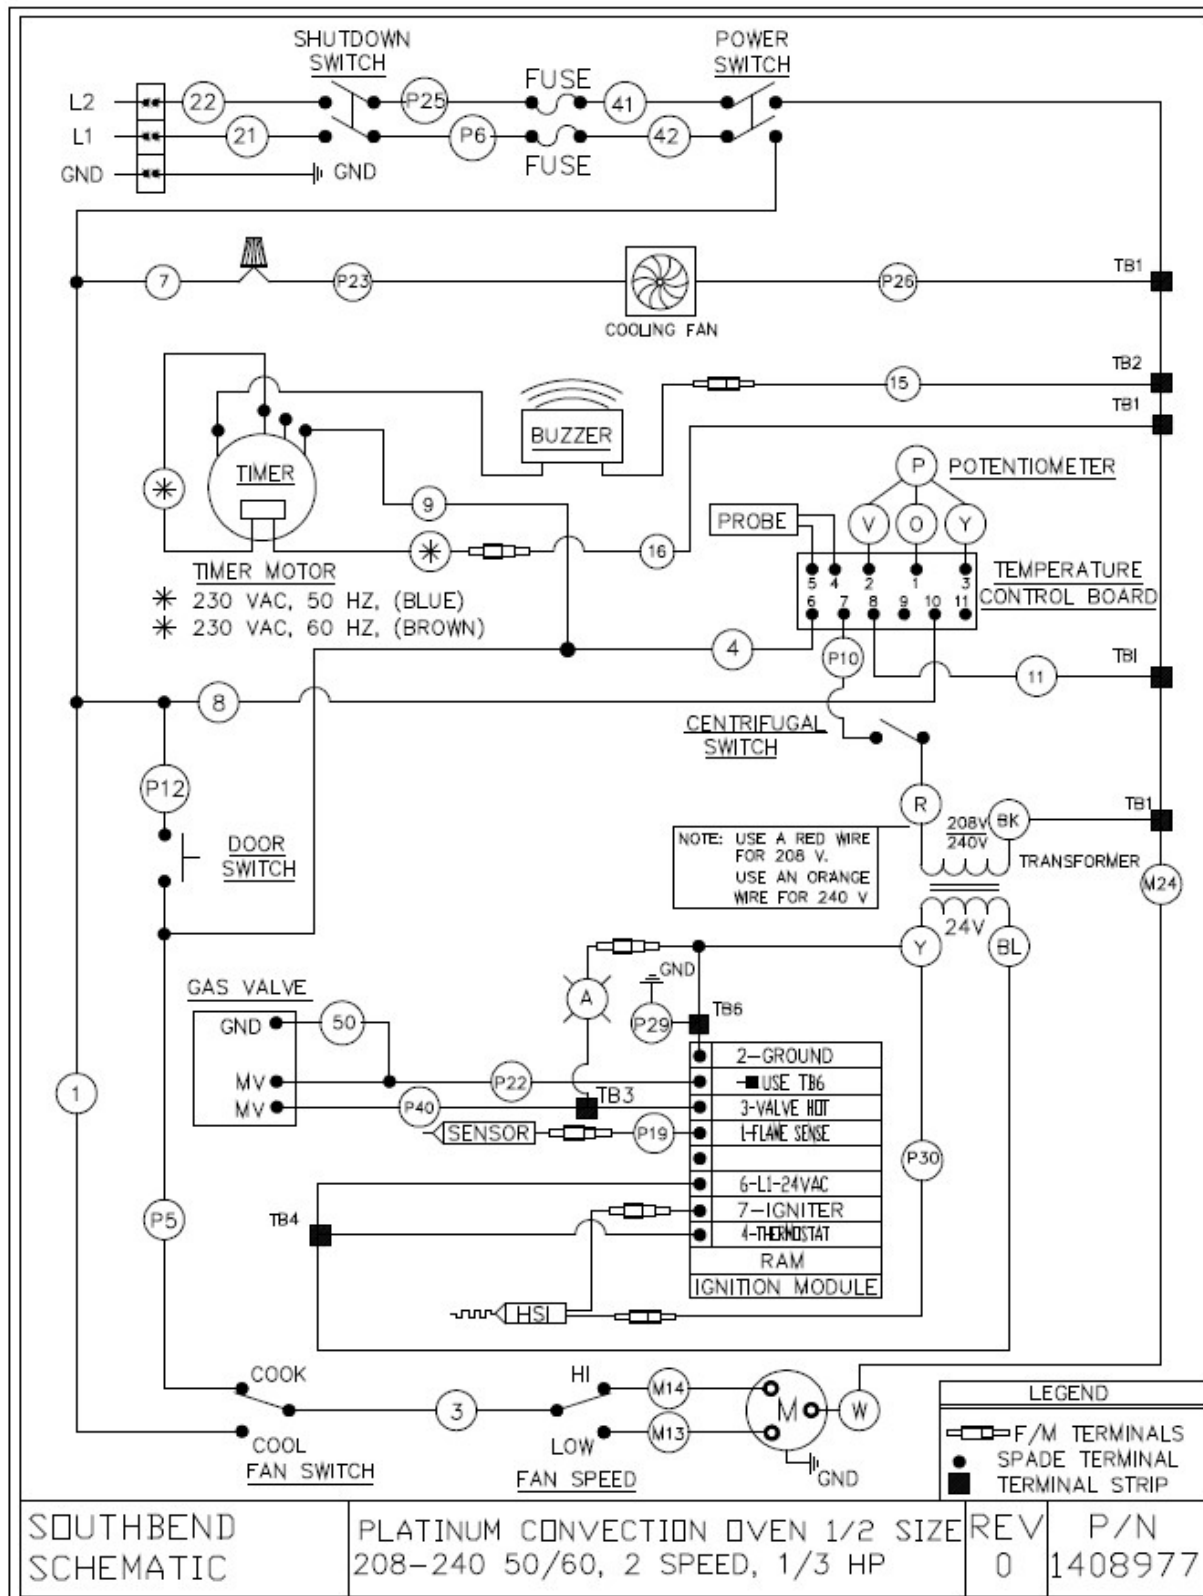 SHUTDOWN
SWITCH
POWER
SWITCH
FUSE
L2
22
P25
41
L1
21
P6
42
FUSE
GND
GND
7
P23
COOLING FAN
P26
TB1
TB2
15
TB1
BUZZER
TIMER
P POTENTIOMETER
9
PROBE
V O Y
16
TIMER MOTOR
230 VAC, 50 HZ, (BLUE)
230 VAC, 60 HZ, (BROWN)
5 4 2 1 3
6 7 8 9 10 11
TEMPERATURE
CONTROL BOARD
4
P10
11
TB1
8
CENTRIFUGAL
SWITCH
P12
R
208V
240V
BK
TB1
DOOR
SWITCH
NOTE: USE A RED WIRE
FOR 208 V.
USE AN ORANGE
WIRE FOR 240 V
TRANSFORMER
M24
24V
Y
BL
GAS VALVE
A
GND
GND
50
P29
TB6
2-GROUND
MV
P22
USE TB6
1
MV
P40
TB3
3-VALVE HOT
SENSOR
P19
1-FLAME SENSE
P30
6-L1-24VAC
P5
TB4
7-IGNITER
4-THERMOSTAT
RAM
IGNITION MODULE
HSI
COOK
HI
M14
3
M
W
COOL
LOW
M13
FAN SWITCH
FAN SPEED
GND
LEGEND
F/M TERMINALS
SPADE TERMINAL
TERMINAL STRIP
SOUTHBEND
SCHEMATIC
PLATINUM CONVECTION OVEN 1/2 SIZE
208-240 50/60, 2 SPEED, 1/3 HP
REV
0
P/N
1408977